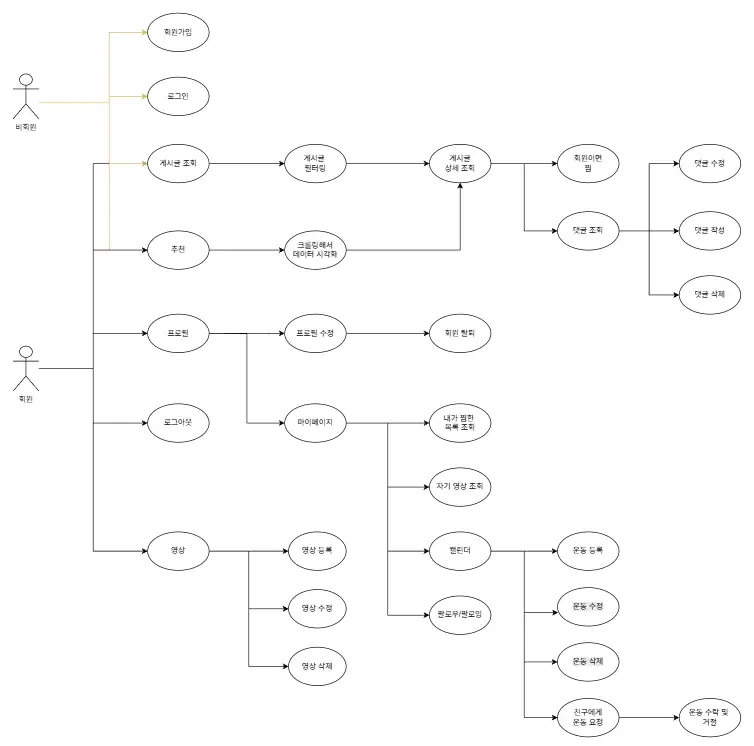 회원가입
비회원
로그인
게시글 조회
게시글
필터링
게시글
상세 조회
회원이면
찜
댓글 수정
댓글 조회
댓글 작성
추천
크롤링해서
데이터 시각화
댓글 삭제
회원
프로필
프로필 수정
회원 탈퇴
로그아웃
마이페이지
내가 찜한
목록 조회
자기 영상 조회
영상
영상 등록
캘린더
운동 등록
영상 수정
팔로우/팔로잉
운동 수정
영상 삭제
운동 삭제
친구에게
운동 요청
운동 수락 및
거절